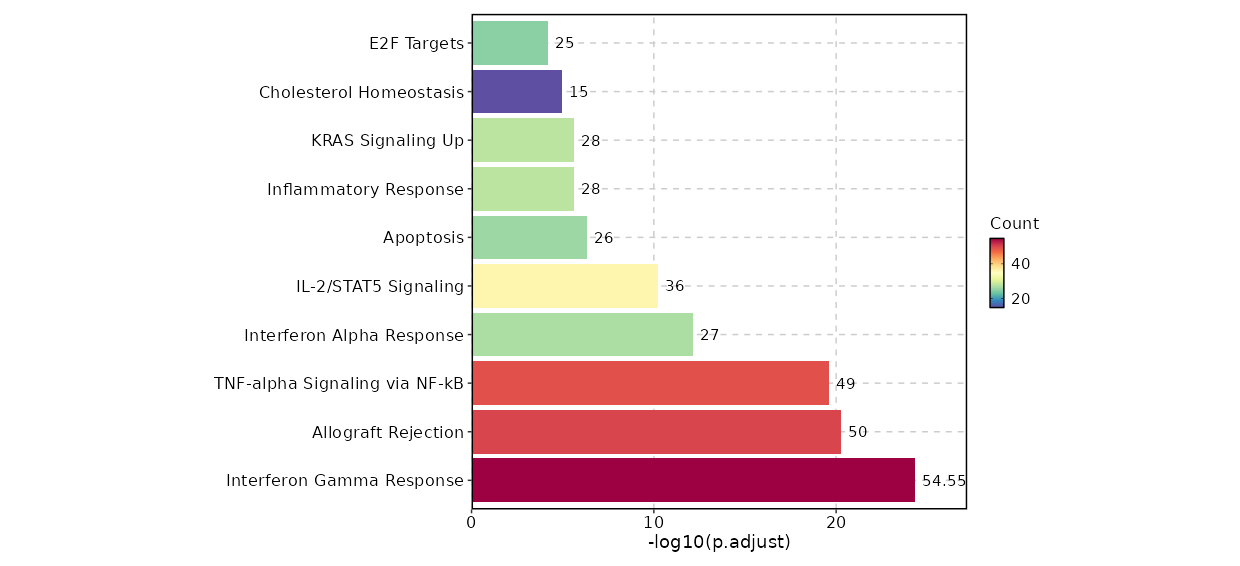 E2F Targets 25
Cholesterol Homeostasis 15
KRAS Signaling Up 28
Inflammatory Response 28
Apoptosis 26
IL-2/STAT5 Signaling 36
Interferon Alpha Response 27
TNF-alpha Signaling via NF-kB 49
Allograft Rejection 50
Interferon Gamma Response 54.55
0 10 20
-log10(p.adjust)
Count
40
20